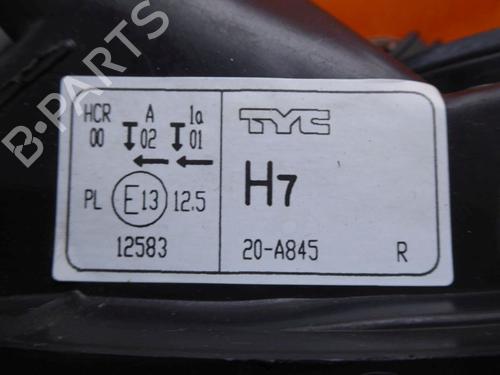 HCR A 1a
00 02 01
PL E13 12.5
12583
TYC
H7
20-A845 R
B-PARTS